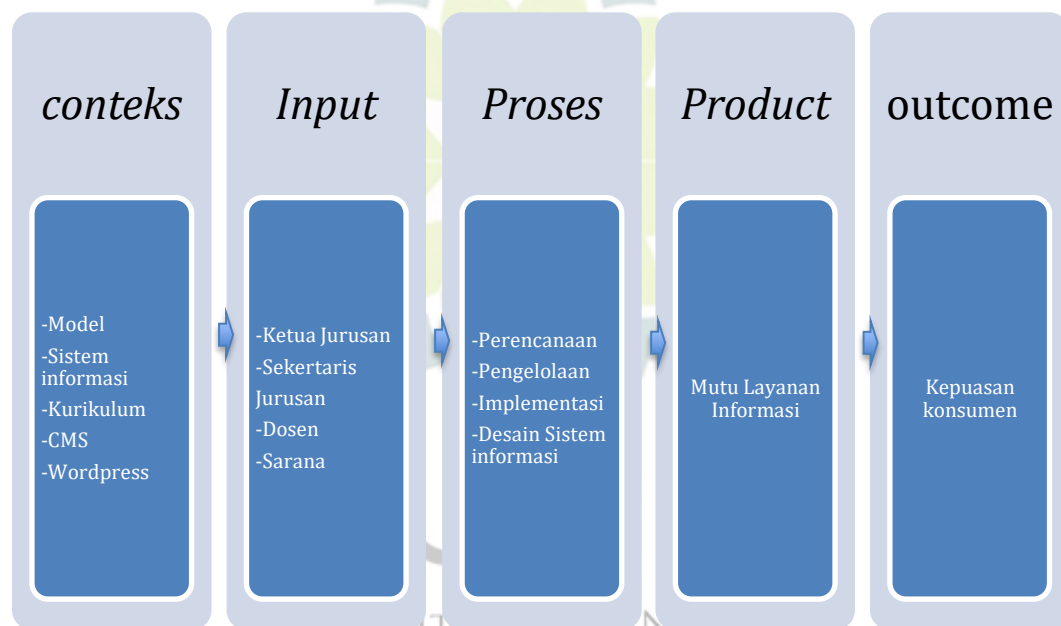 conteks
Input
Proses
Product
outcome
-Model
-Sistem
informasi
-Kurikulum
-CMS
-Wordpress
-Ketua Jurusan
-Sekertaris
Jurusan
-Dosen
-Sarana
-Perencanaan
-Pengelolaan
-Implementasi
-Desain Sistem
informasi
Mutu Layanan
Informasi
Kepuasan
konsumen